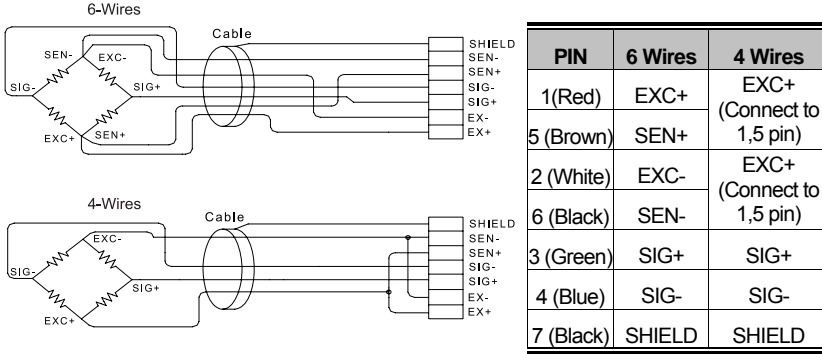 6-Wires
Cable
SEN-
EXC-
SIG-
SIG+
EXC+
SEN+
SHIELD
SEN-
SEN+
SIG-
SIG+
EX-
EX+
4-Wires
Cable
EXC-
SIG-
SIG+
EXC+
SHIELD
SEN-
SEN+
SIG-
SIG+
EX-
EX+
PIN 6 Wires 4 Wires
1(Red) EXC+ EXC+
(Connect to
5 (Brown) SEN+ 1,5 pin)
2 (White) EXC- EXC+
(Connect to
6 (Black) SEN- 1,5 pin)
3 (Green) SIG+ SIG+
4 (Blue) SIG- SIG-
7 (Black) SHIELD SHIELD